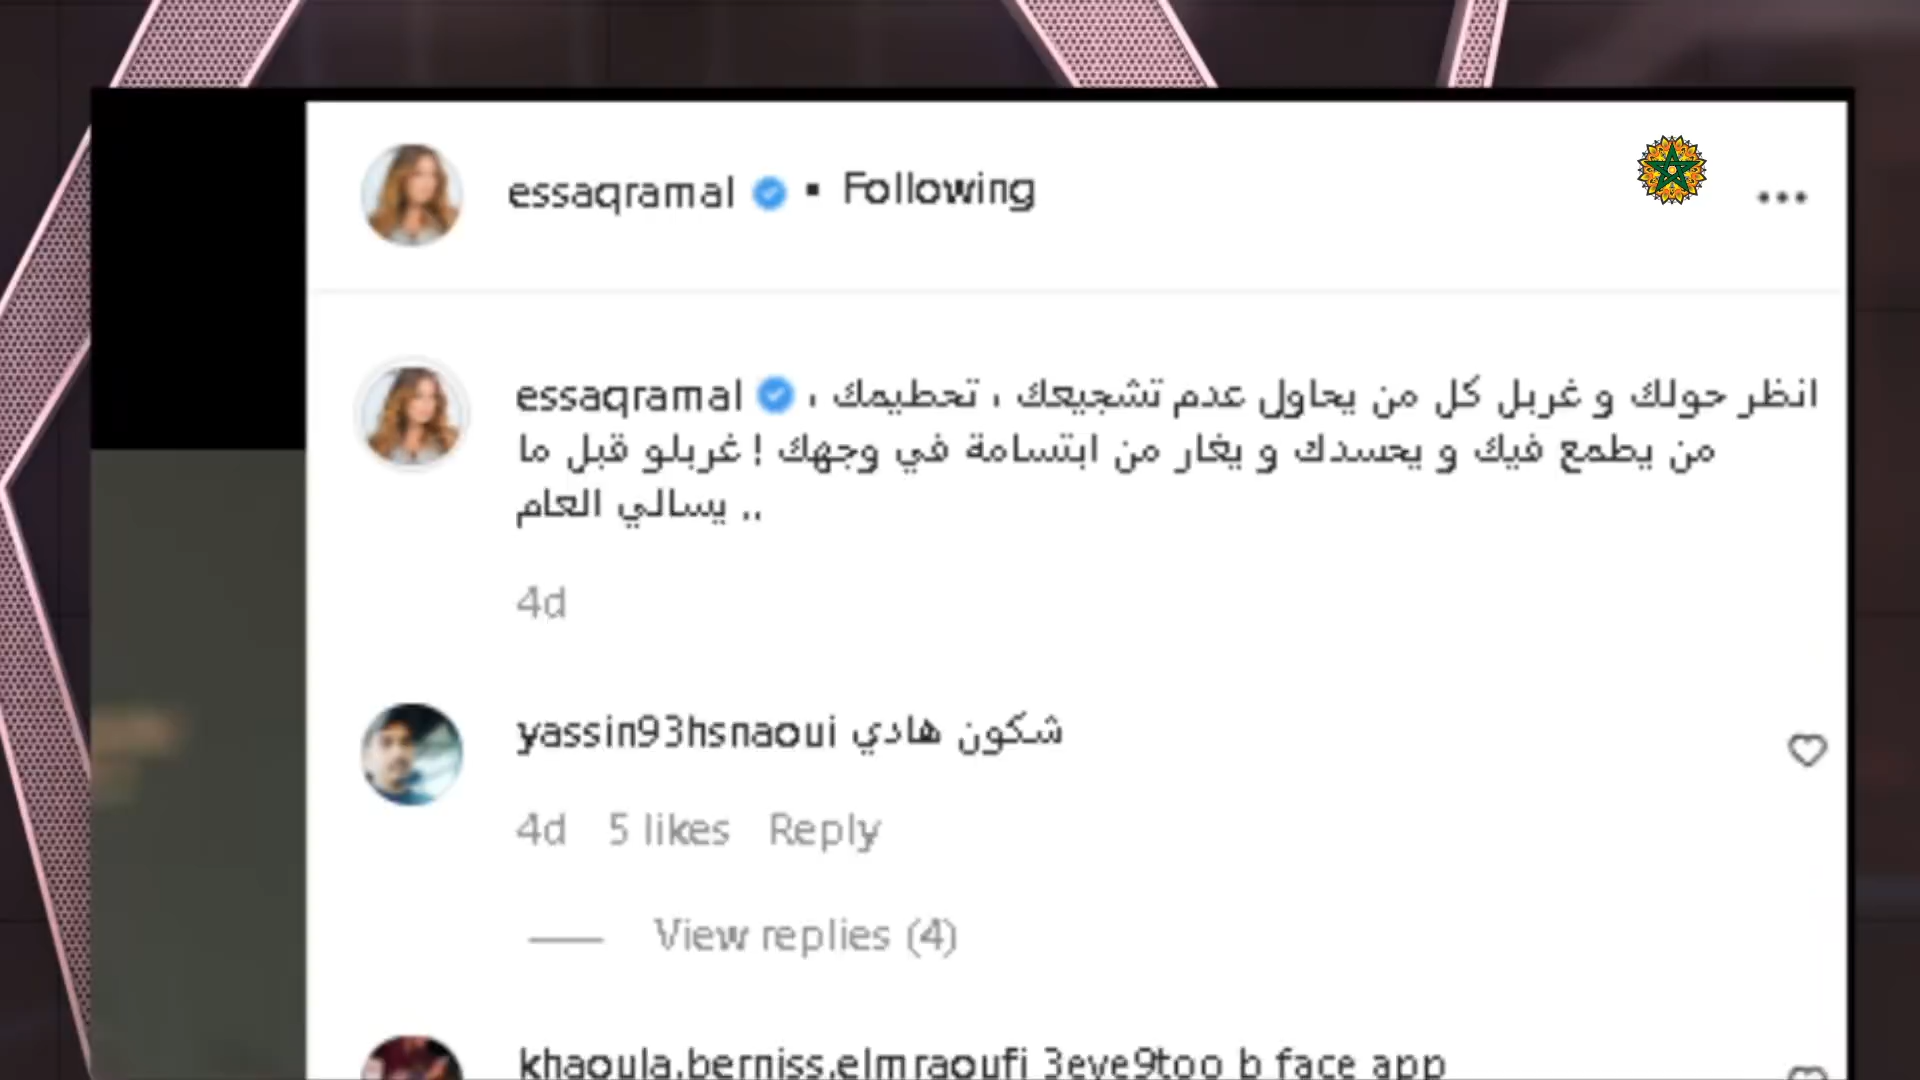 essaqramal • Following
essaqramal انظر حولك و غربل كل من يحاول عدم تشجيعك ، تحطيمك ،
من يطمع فيك و يحسدك و يغار من ابتسامة في وجهك ! غربلو قبل ما
يسالي العام ..
4d
yassin93hsnaoui شكون هادي
4d 5 likes Reply
View replies (4)
khaoula.berniss.elmraoufi 3eye9too b face app